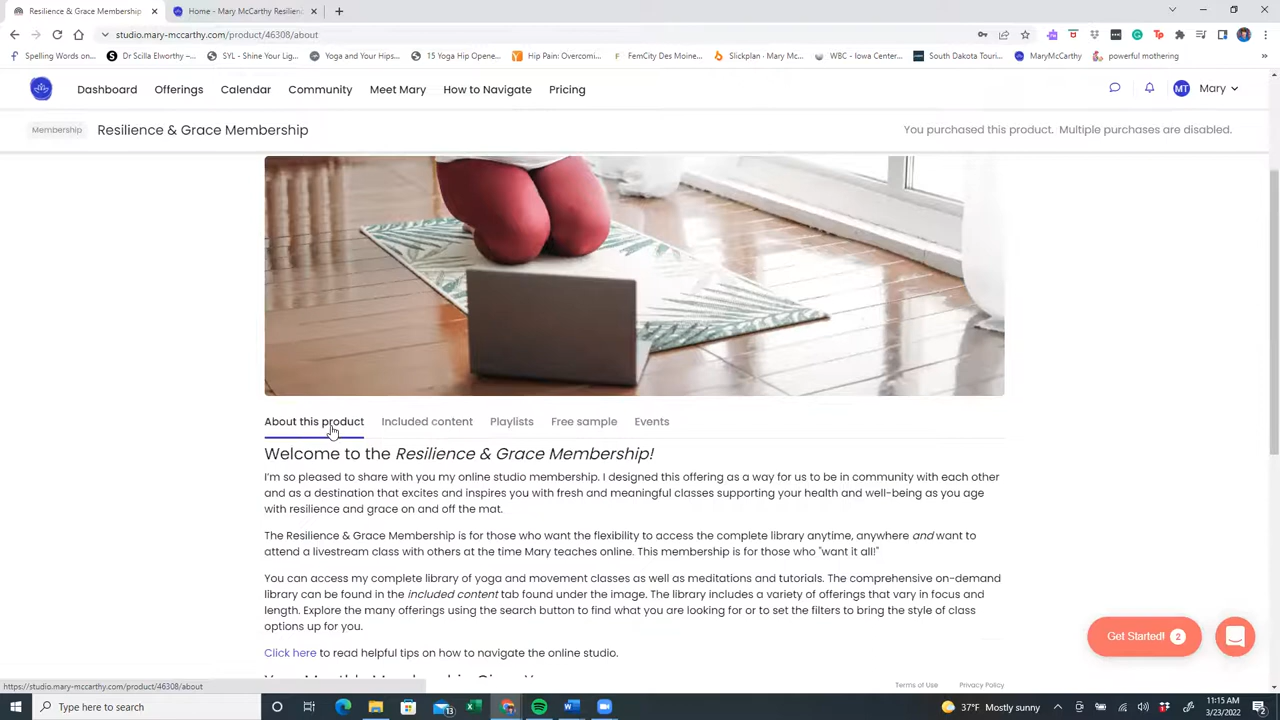 Resilience & Grace Membership
Home - Mary McCarthy Resilien
studio.mary-mccarthy.com/product/46308/about
Spelling Words on...
Dr Scilla Elworthy –...
SYL - Shine Your Lig...
Yoga and Your Hips...
15 Yoga Hip Opene...
Hip Pain: Overcomi...
FemCity Des Moine...
Slickplan · Mary Mc...
WBC - Iowa Center...
South Dakota Touri...
MaryMcCarthy
powerful mothering
Dashboard Offerings Calendar Community Meet Mary How to Navigate Pricing
MT Mary
Membership Resilience & Grace Membership
You purchased this product. Multiple purchases are disabled.
About this product Included content Playlists Free sample Events
Welcome to the Resilience & Grace Membership!
I'm so pleased to share with you my online studio membership. I designed this offering as a way for us to be in community with each other
and as a destination that excites and inspires you with fresh and meaningful classes supporting your health and well-being as you age
with resilience and grace on and off the mat.
The Resilience & Grace Membership is for those who want the flexibility to access the complete library anytime, anywhere and want to
attend a livestream class with others at the time Mary teaches online. This membership is for those who "want it all!"
You can access my complete library of yoga and movement classes as well as meditations and tutorials. The comprehensive on-demand
library can be found in the included content tab found under the image. The library includes a variety of offerings that vary in focus and
length. Explore the many offerings using the search button to find what you are looking for or to set the filters to bring the style of class
options up for you.
Click here to read helpful tips on how to navigate the online studio.
Get Started! 2
Terms of Use Privacy Policy
https://studio.mary-mccarthy.com/product/46308/about
Type here to search
13
37°F Mostly sunny
11:15 AM
3/23/2022